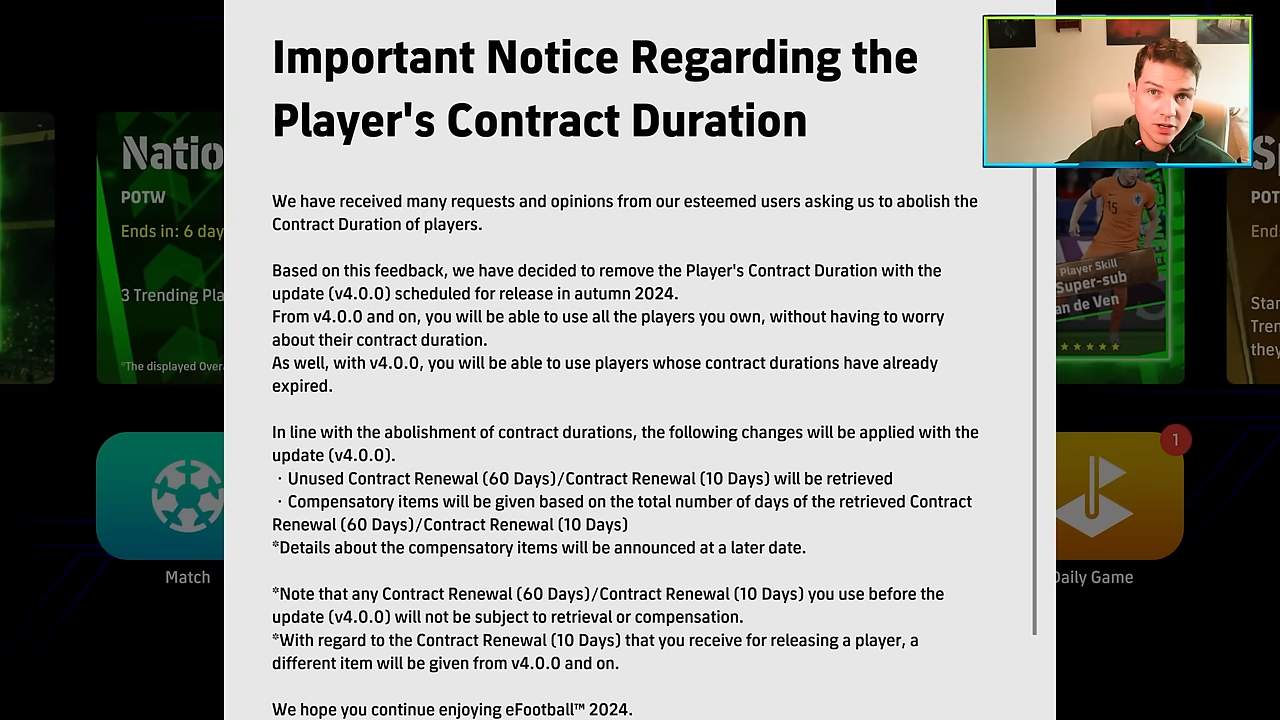 Important Notice Regarding the
Player's Contract Duration
We have received many requests and opinions from our esteemed users asking us to abolish the
Contract Duration of players.
Based on this feedback, we have decided to remove the Player's Contract Duration with the
update (v4.0.0) scheduled for release in autumn 2024.
From v4.0.0 and on, you will be able to use all the players you own, without having to worry
about their contract duration.
As well, with v4.0.0, you will be able to use players whose contract durations have already
expired.
In line with the abolishment of contract durations, the following changes will be applied with the
update (v4.0.0).
・Unused Contract Renewal (60 Days)/Contract Renewal (10 Days) will be retrieved
・Compensatory items will be given based on the total number of days of the retrieved Contract
Renewal (60 Days)/Contract Renewal (10 Days)
*Details about the compensatory items will be announced at a later date.
*Note that any Contract Renewal (60 Days)/Contract Renewal (10 Days) you use before the
update (v4.0.0) will not be subject to retrieval or compensation.
*With regard to the Contract Renewal (10 Days) that you receive for releasing a player, a
different item will be given from v4.0.0 and on.
We hope you continue enjoying eFootball™ 2024.
Natio
POTW
Ends in: 6 day
3 Trending Pla
*The displayed Overa
Match
15
Player Skill
Super-sub
an de Ven
1
Daily Game
Sp
POT
Ends
Star
Tren
they